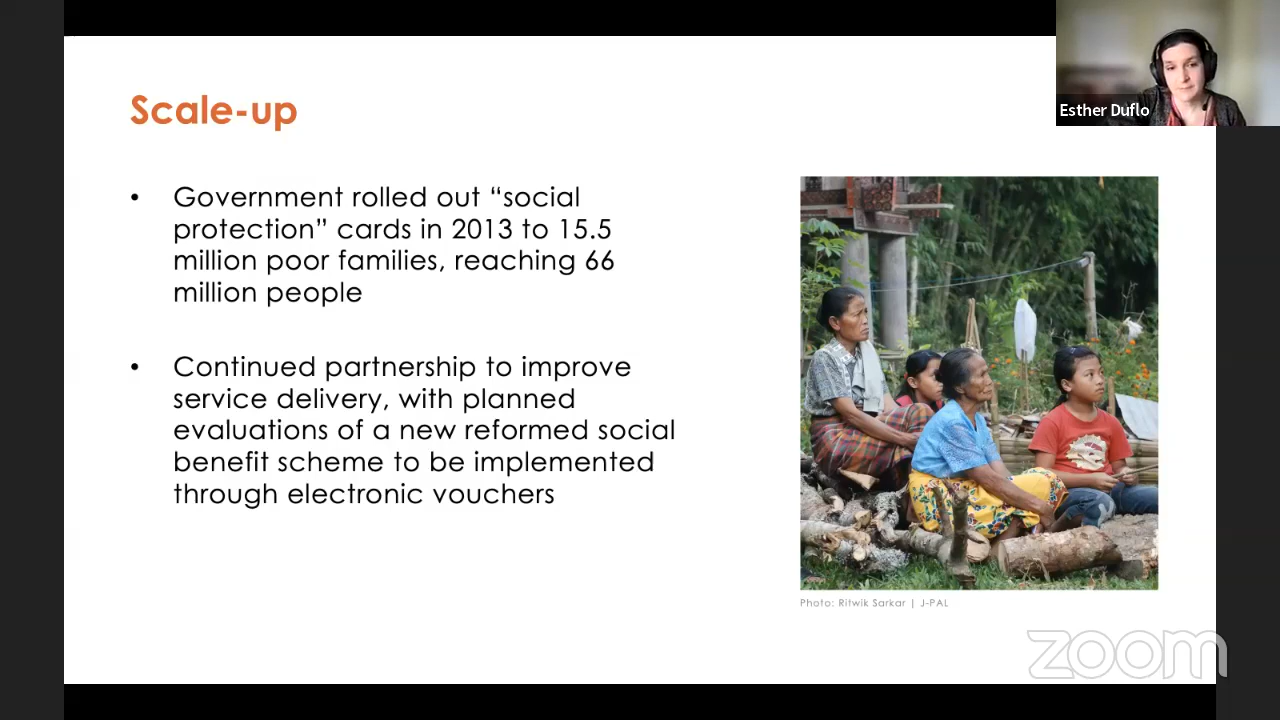 Esther Duflo
Scale-up
• Government rolled out “social
protection” cards in 2013 to 15.5
million poor families, reaching 66
million people
• Continued partnership to improve
service delivery, with planned
evaluations of a new reformed social
benefit scheme to be implemented
through electronic vouchers
Photo: Ritwik Sarkar | J-PAL
zoom